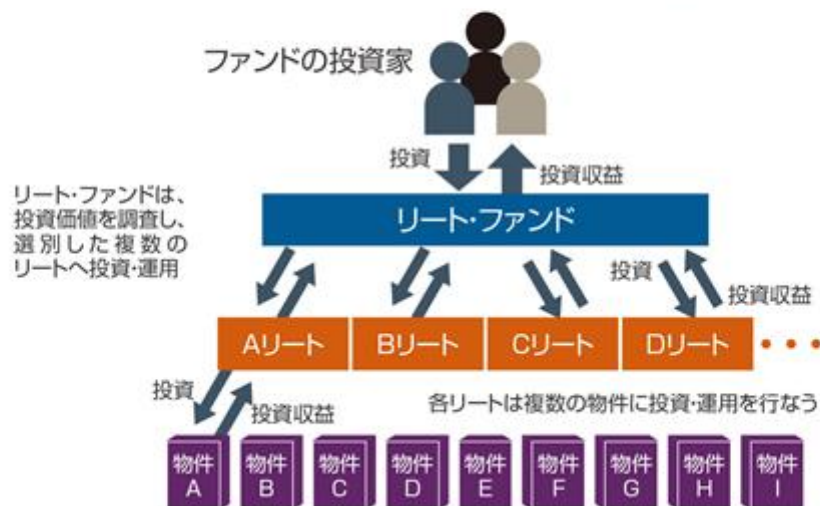 ファンドの投資家
投資
投資収益
リート・ファンドは、
投資価値を調査し、
選別した複数の
リートへ投資・運用
リート・ファンド
投資
投資収益
Aリート
Bリート
Cリート
Dリート
・・・
投資
投資収益
各リートは複数の物件に投資・運用を行なう
物件
A
物件
B
物件
C
物件
D
物件
E
物件
F
物件
G
物件
H
物件
I